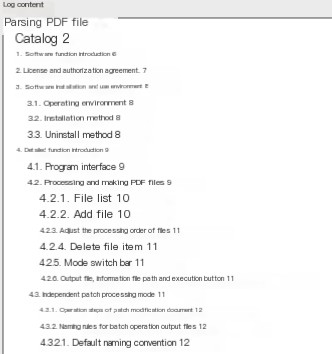 Log content
Parsing PDF file
Catalog 2
1. Software function introduction 6
2. License and authorization agreement. 7
3. Software installation and use environment 8
3.1. Operating environment 8
3.2. Installation method 8
3.3. Uninstall method 8
4. Detailed function introduction 9
4.1. Program interface 9
4.2. Processing and making PDF files 9
4.2.1. File list 10
4.2.2. Add file 10
4.2.3. Adjust the processing order of files 11
4.2.4. Delete file item 11
4.2.5. Mode switch bar 11
4.2.6. Output file, information file path and execution button 11
4.3. Independent patch processing mode 11
4.3.1. Operation steps of patch modification document 12
4.3.2. Naming rules for batch operation output files 12
4.3.2.1. Default naming convention 12